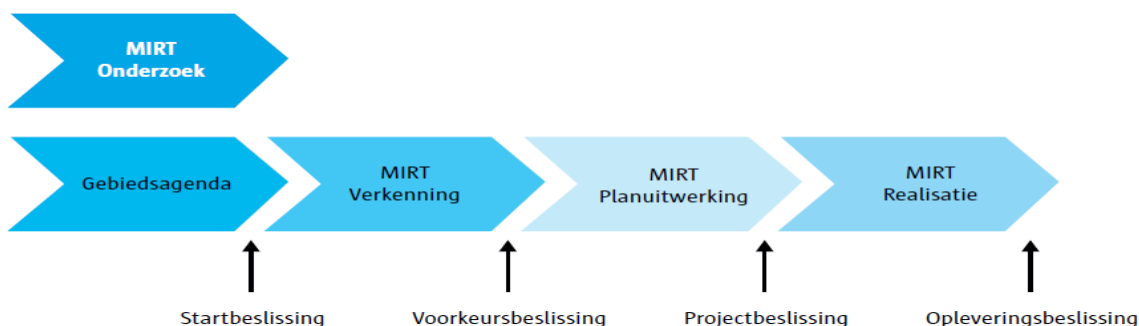 MIRT
Onderzoek
Gebiedsagenda
MIRT
Verkenning
MIRT
Planuitwerking
MIRT
Realisatie
Startbeslissing
Voorkeursbeslissing
Projectbeslissing
Opleveringsbeslissing